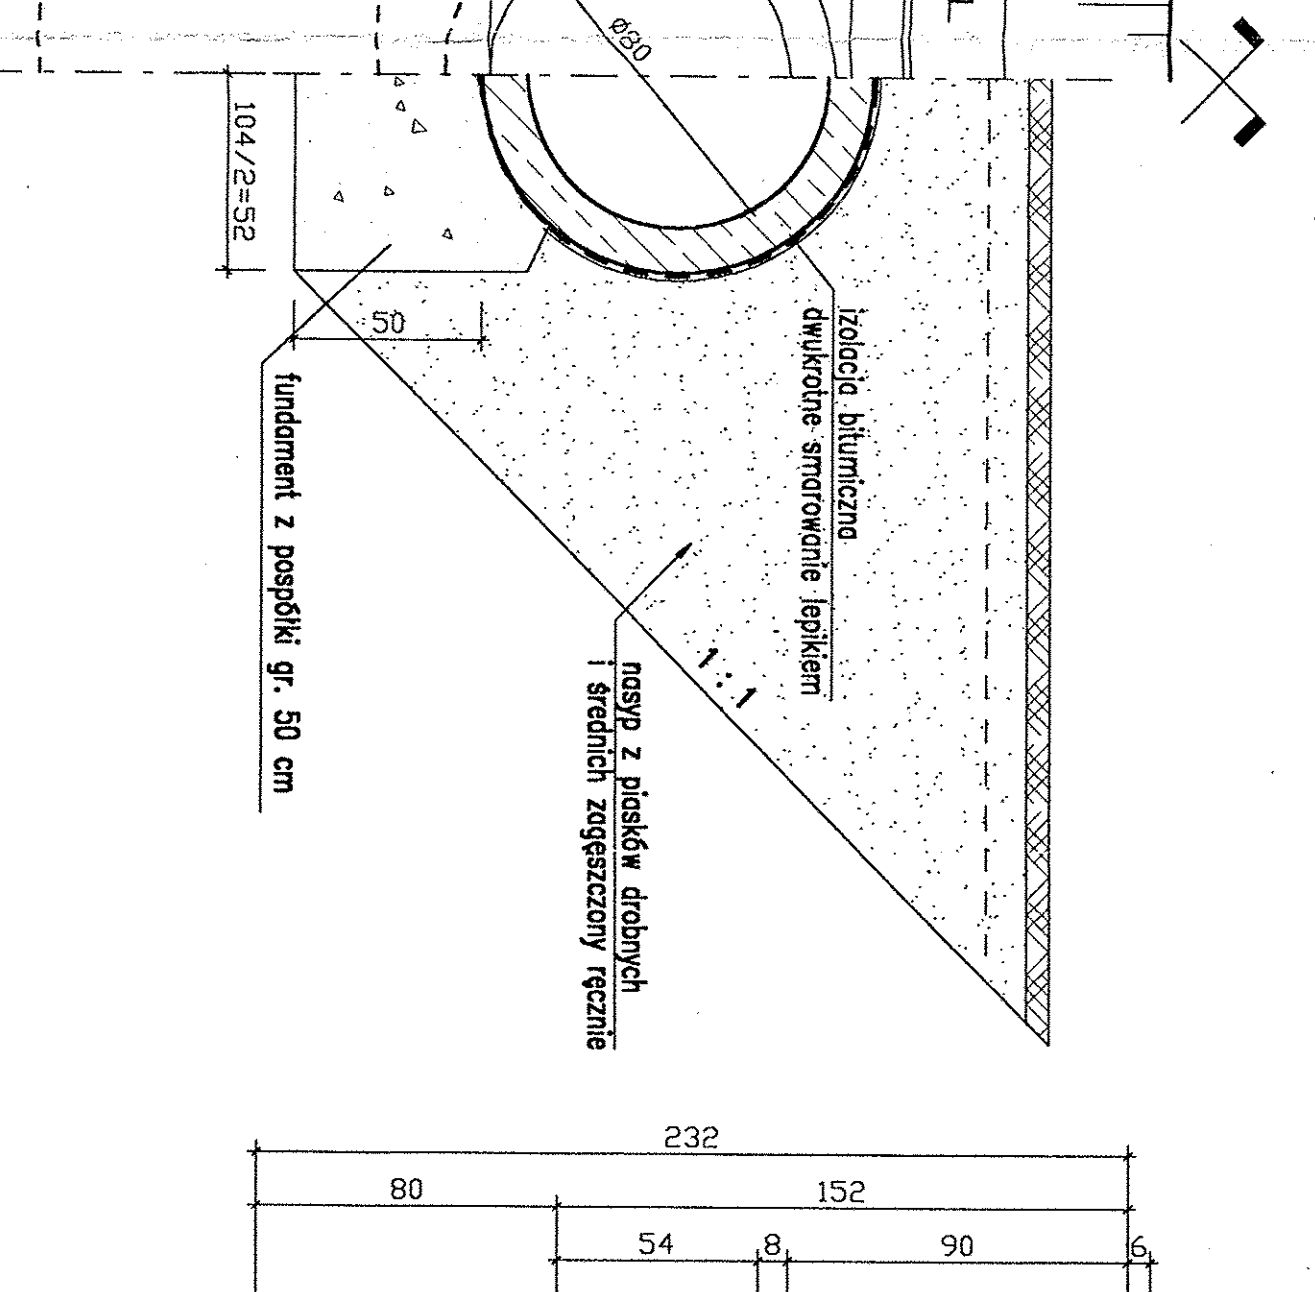 ø80
104/2=52
50
izolacja bitumiczna
dwukrotne smarowanie lepikiem
fundament z pospółki gr. 50 cm
1:1
nasyp z piasków drobnych
i średnich zagęszczony ręcznie
232
80
152
54
8
90
6